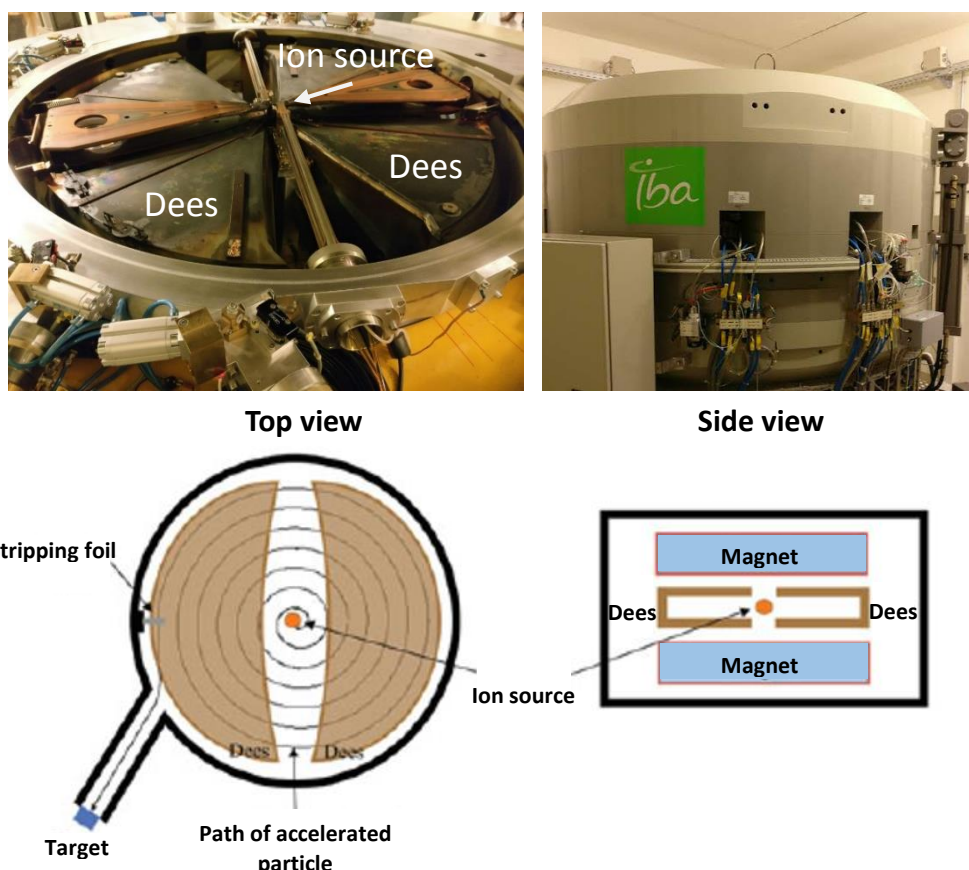 Ion source
Dees
Dees
iba
Top view
Side view
tripping foil
Magnet
Dees
Dees
Magnet
Ion source
Dees
Dees
Target
Path of accelerated
particle